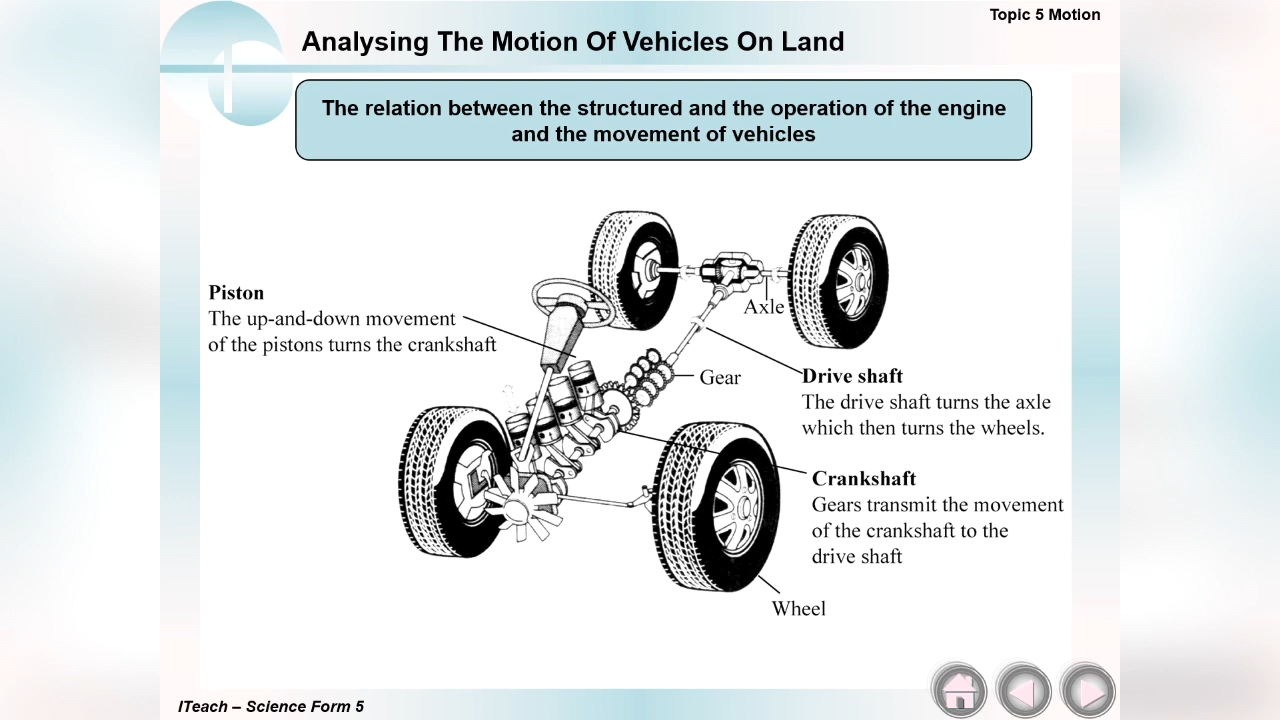 Topic 5 Motion
Analysing The Motion Of Vehicles On Land
The relation between the structured and the operation of the engine
and the movement of vehicles
Piston
The up-and-down movement
of the pistons turns the crankshaft
Axle
Gear
Drive shaft
The drive shaft turns the axle
which then turns the wheels.
Crankshaft
Gears transmit the movement
of the crankshaft to the
drive shaft
Wheel
ITeach – Science Form 5